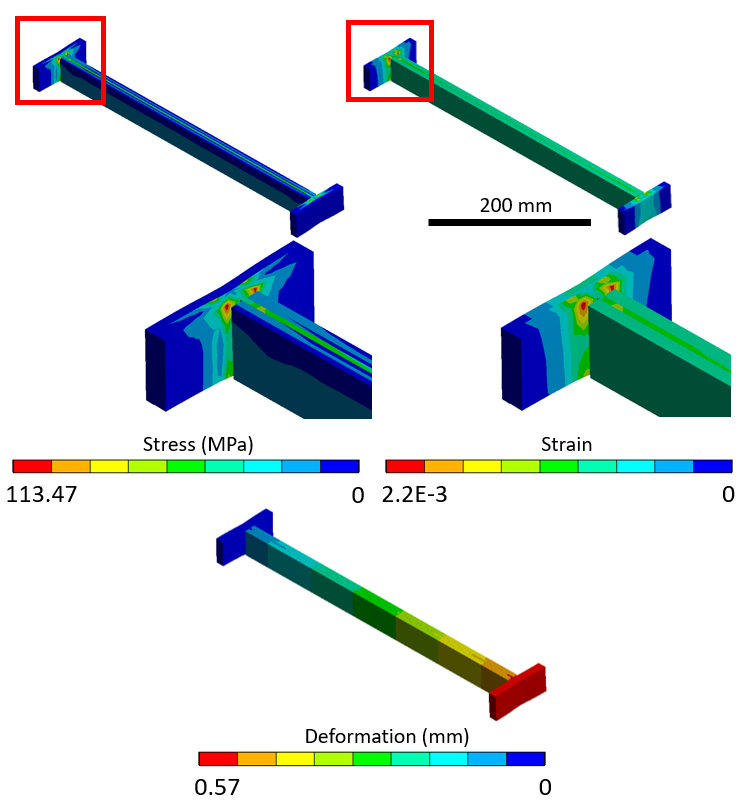 200 mm
Stress (MPa)
113.47
0
Strain
2.2E-3
0
Deformation (mm)
0.57
0